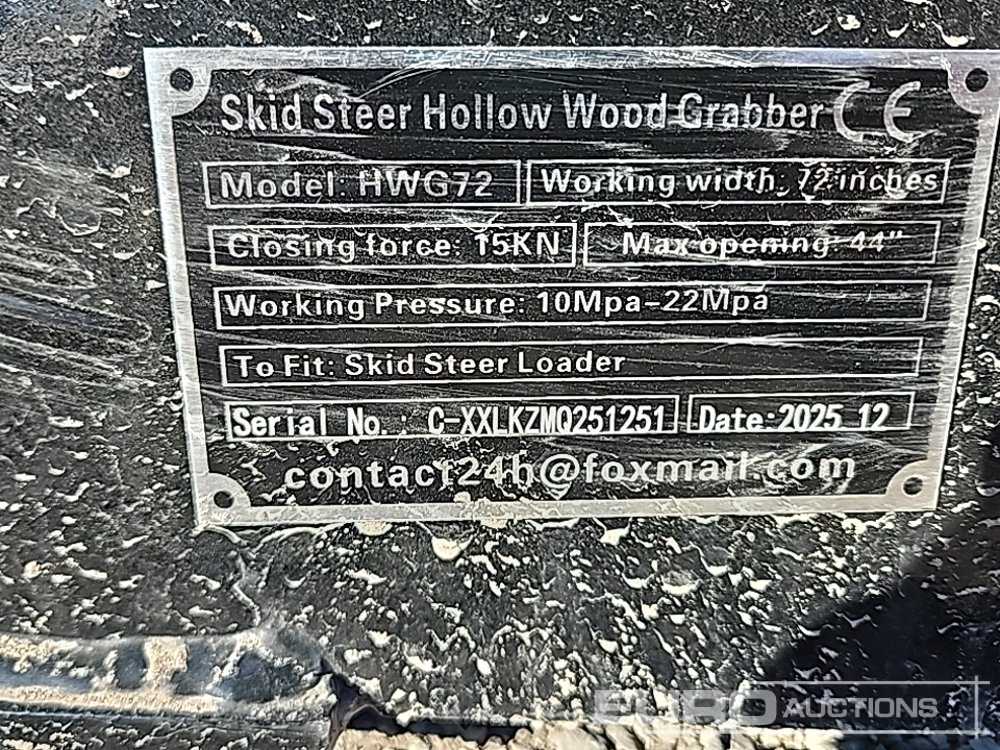 Skid Steer Hollow Wood Grabber CE
Model: HWG72 Working width: 72 inches
Closing force: 15KN Max opening: 44"
Working Pressure: 10Mpa-22Mpa
To Fit: Skid Steer Loader
Serial No.: C-XXLKZMQ251251 Date:2025.12
contact24h@foxmail.com
EURO AUCTIONS